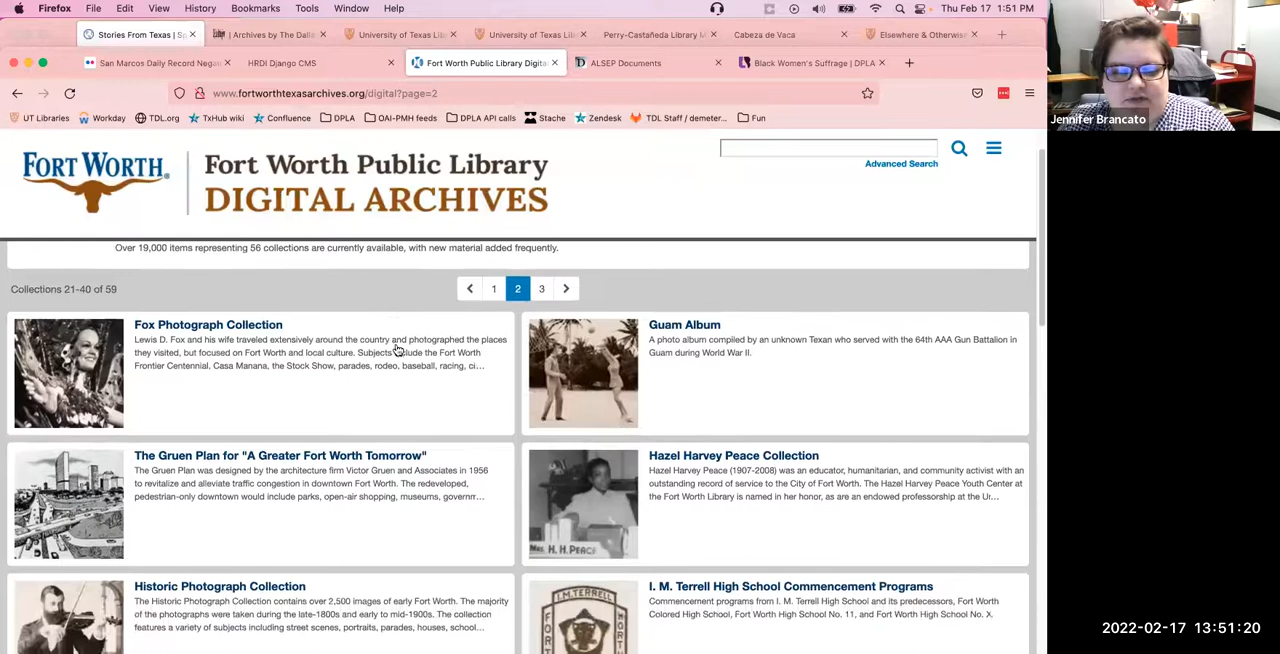 Firefox File Edit View History Bookmarks Tools Window Help Thu Feb 17 1:51 PM
Stories From Texas | Sp Archives by The Dalla University of Texas Lib University of Texas Lib Perry-Castañeda Library M Cabeza de Vaca Elsewhere & Otherwise
San Marcos Daily Record Nega HRDI Django CMS Fort Worth Public Library Digita ALSEP Documents Black Women's Suffrage | DPLA
www.fortworthtexasarchives.org/digital?page=2
UT Libraries Workday TDL.org TxHub wiki Confluence DPLA OAI-PMH feeds DPLA API calls Stache Zendesk TDL Staff / demeter... Fun
Jennifer Brancato
FORT WORTH®
Fort Worth Public Library
DIGITAL ARCHIVES
Advanced Search
Over 19,000 items representing 56 collections are currently available, with new material added frequently.
Collections 21-40 of 59
1 2 3
Fox Photograph Collection
Lewis D. Fox and his wife traveled extensively around the country and photographed the places
they visited, but focused on Fort Worth and local culture. Subjects include the Fort Worth
Frontier Centennial, Casa Manana, the Stock Show, parades, rodeo, baseball, racing, ci...
Guam Album
A photo album compiled by an unknown Texan who served with the 64th AAA Gun Battalion in
Guam during World War II.
The Gruen Plan for "A Greater Fort Worth Tomorrow"
The Gruen Plan was designed by the architecture firm Victor Gruen and Associates in 1956
to revitalize and alleviate traffic congestion in downtown Fort Worth. The redeveloped,
pedestrian-only downtown would include parks, open-air shopping, museums, governm...
MRS. H. H. PEACE
Hazel Harvey Peace Collection
Hazel Harvey Peace (1907-2008) was an educator, humanitarian, and community activist with an
outstanding record of service to the City of Fort Worth. The Hazel Harvey Peace Youth Center at
the Fort Worth Library is named in her honor, as are an endowed professorship at the Ur...
Historic Photograph Collection
The Historic Photograph Collection contains over 2,500 images of early Fort Worth. The majority
of the photographs were taken during the late-1800s and early to mid-1900s. The collection
features a variety of subjects including street scenes, portraits, parades, houses, school...
I.M.TERRELL
I. M. Terrell High School Commencement Programs
Commencement programs from I. M. Terrell High School and its predecessors, Fort Worth
Colored High School, Fort Worth High School No. 11, and Fort Worth High School No. X.
2022-02-17 13:51:20